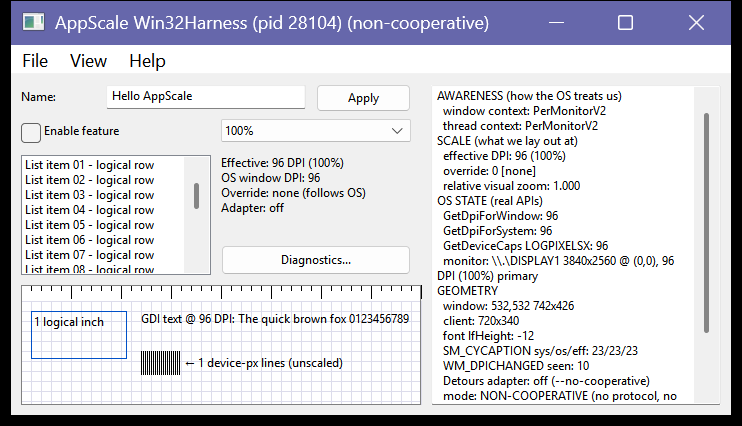 AppScale Win32Harness (pid 28104) (non-cooperative)
File View Help
Name:
Hello AppScale
Apply
Enable feature
100%
List item 01 - logical row
List item 02 - logical row
List item 03 - logical row
List item 04 - logical row
List item 05 - logical row
List item 06 - logical row
List item 07 - logical row
List item 08 - logical row
Effective: 96 DPI (100%)
OS window DPI: 96
Override: none (follows OS)
Adapter: off
Diagnostics...
1 logical inch
GDI text @ 96 DPI: The quick brown fox 0123456789
← 1 device-px lines (unscaled)
AWARENESS (how the OS treats us)
window context: PerMonitorV2
thread context: PerMonitorV2
SCALE (what we lay out at)
effective DPI: 96 (100%)
override: 0 [none]
relative visual zoom: 1.000
OS STATE (real APIs)
GetDpiForWindow: 96
GetDpiForSystem: 96
GetDeviceCaps LOGPIXELSX: 96
monitor: \\.\DISPLAY1 3840x2560 @ (0,0), 96
DPI (100%) primary
GEOMETRY
window: 532,532 742x426
client: 720x340
font lfHeight: -12
SM_CYCAPTION sys/os/eff: 23/23/23
WM_DPICHANGED seen: 10
Detours adapter: off (--no-cooperative)
mode: NON-COOPERATIVE (no protocol, no